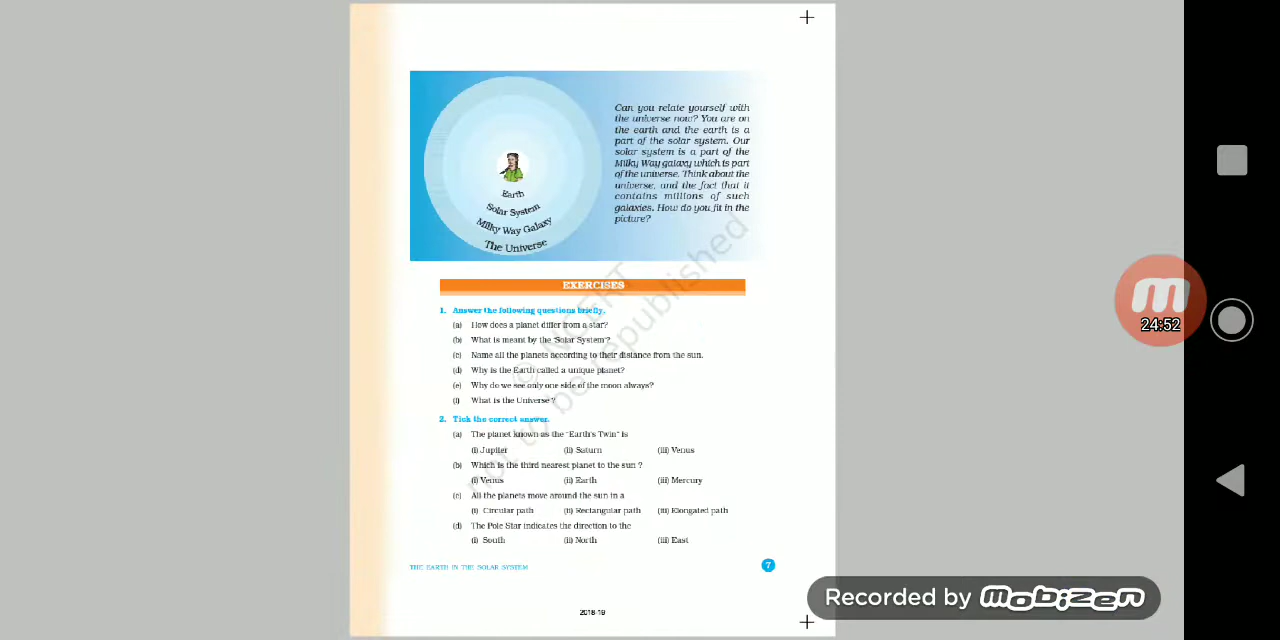 Can you relate yourself with
the universe now? You are on
the earth and the earth is a
part of the solar system. Our
solar system is a part of the
Milky Way galaxy which is part
of the universe. Think about the
universe, and the fact that it
contains millions of such
galaxies. How do you fit in the
picture?
Earth
Solar System
Milky Way Galaxy
The Universe
EXERCISES
1. Answer the following questions briefly.
(a) How does a planet differ from a star?
(b) What is meant by the 'Solar System'?
(c) Name all the planets according to their distance from the sun.
(d) Why is the Earth called a unique planet?
(e) Why do we see only one side of the moon always?
(f) What is the Universe?
2. Tick the correct answer.
(a) The planet known as the "Earth's Twin" is
(i) Jupiter (ii) Saturn (iii) Venus
(b) Which is the third nearest planet to the sun ?
(i) Venus (ii) Earth (iii) Mercury
(c) All the planets move around the sun in a
(i) Circular path (ii) Rectangular path (iii) Elongated path
(d) The Pole Star indicates the direction to the
(i) South (ii) North (iii) East
THE EARTH IN THE SOLAR SYSTEM
7
2018-19
© NCERT
not to be republished
24:52
Recorded by mobizen